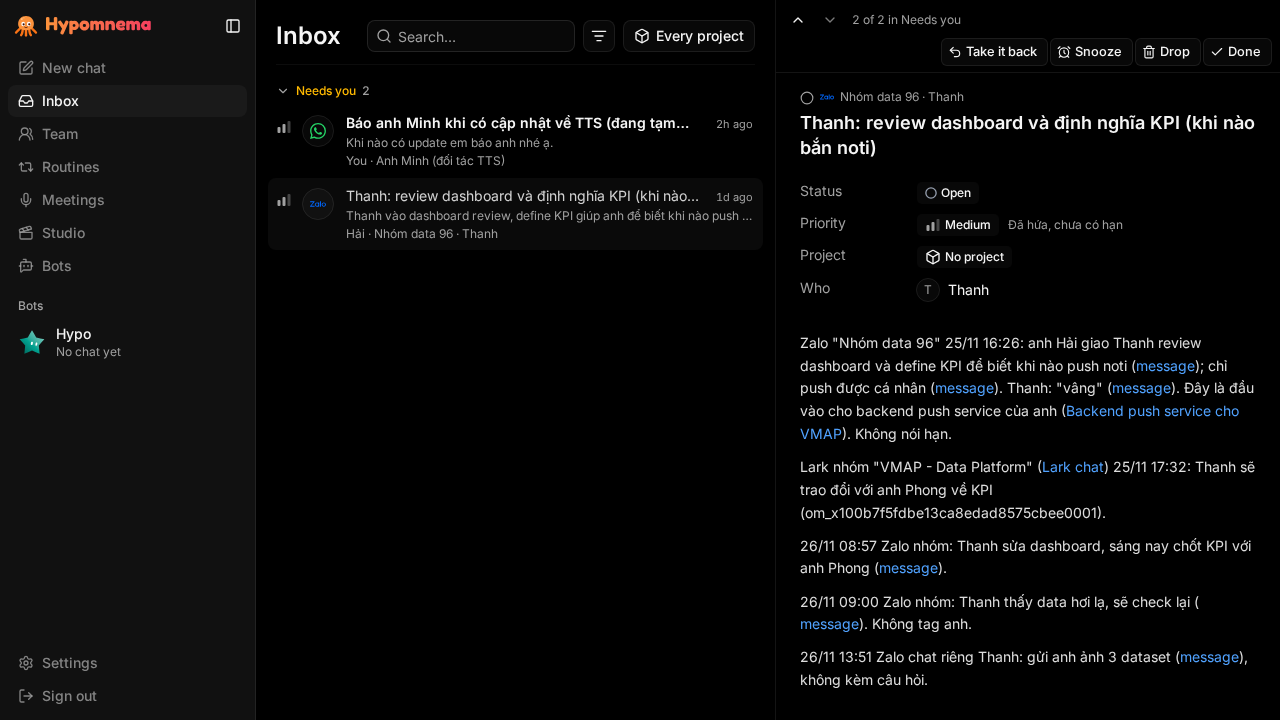 Hypomnema
New chat
Inbox
Team
Routines
Meetings
Studio
Bots
Bots
Hypo
No chat yet
Settings
Sign out
Inbox
Search...
Every project
Needs you 2
Báo anh Minh khi có cập nhật về TTS (đang tạm…
2h ago
Khi nào có update em báo anh nhé ạ.
You · Anh Minh (đối tác TTS)
Zalo
Thanh: review dashboard và định nghĩa KPI (khi nào…
1d ago
Thanh vào dashboard review, define KPI giúp anh để biết khi nào push …
Hải · Nhóm data 96 · Thanh
2 of 2 in Needs you
Take it back
Snooze
Drop
Done
Zalo Nhóm data 96 · Thanh
Thanh: review dashboard và định nghĩa KPI (khi nào
bắn noti)
Status
Open
Priority
Medium
Đã hứa, chưa có hạn
Project
No project
Who
T
Thanh
Zalo "Nhóm data 96" 25/11 16:26: anh Hải giao Thanh review
dashboard và define KPI để biết khi nào push noti (message); chỉ
push được cá nhân (message). Thanh: "vâng" (message). Đây là đầu
vào cho backend push service của anh (Backend push service cho
VMAP). Không nói hạn.
Lark nhóm "VMAP - Data Platform" (Lark chat) 25/11 17:32: Thanh sẽ
trao đổi với anh Phong về KPI
(om_x100b7f5fdbe13ca8edad8575cbee0001).
26/11 08:57 Zalo nhóm: Thanh sửa dashboard, sáng nay chốt KPI với
anh Phong (message).
26/11 09:00 Zalo nhóm: Thanh thấy data hơi lạ, sẽ check lại (
message). Không tag anh.
26/11 13:51 Zalo chat riêng Thanh: gửi anh ảnh 3 dataset (message),
không kèm câu hỏi.